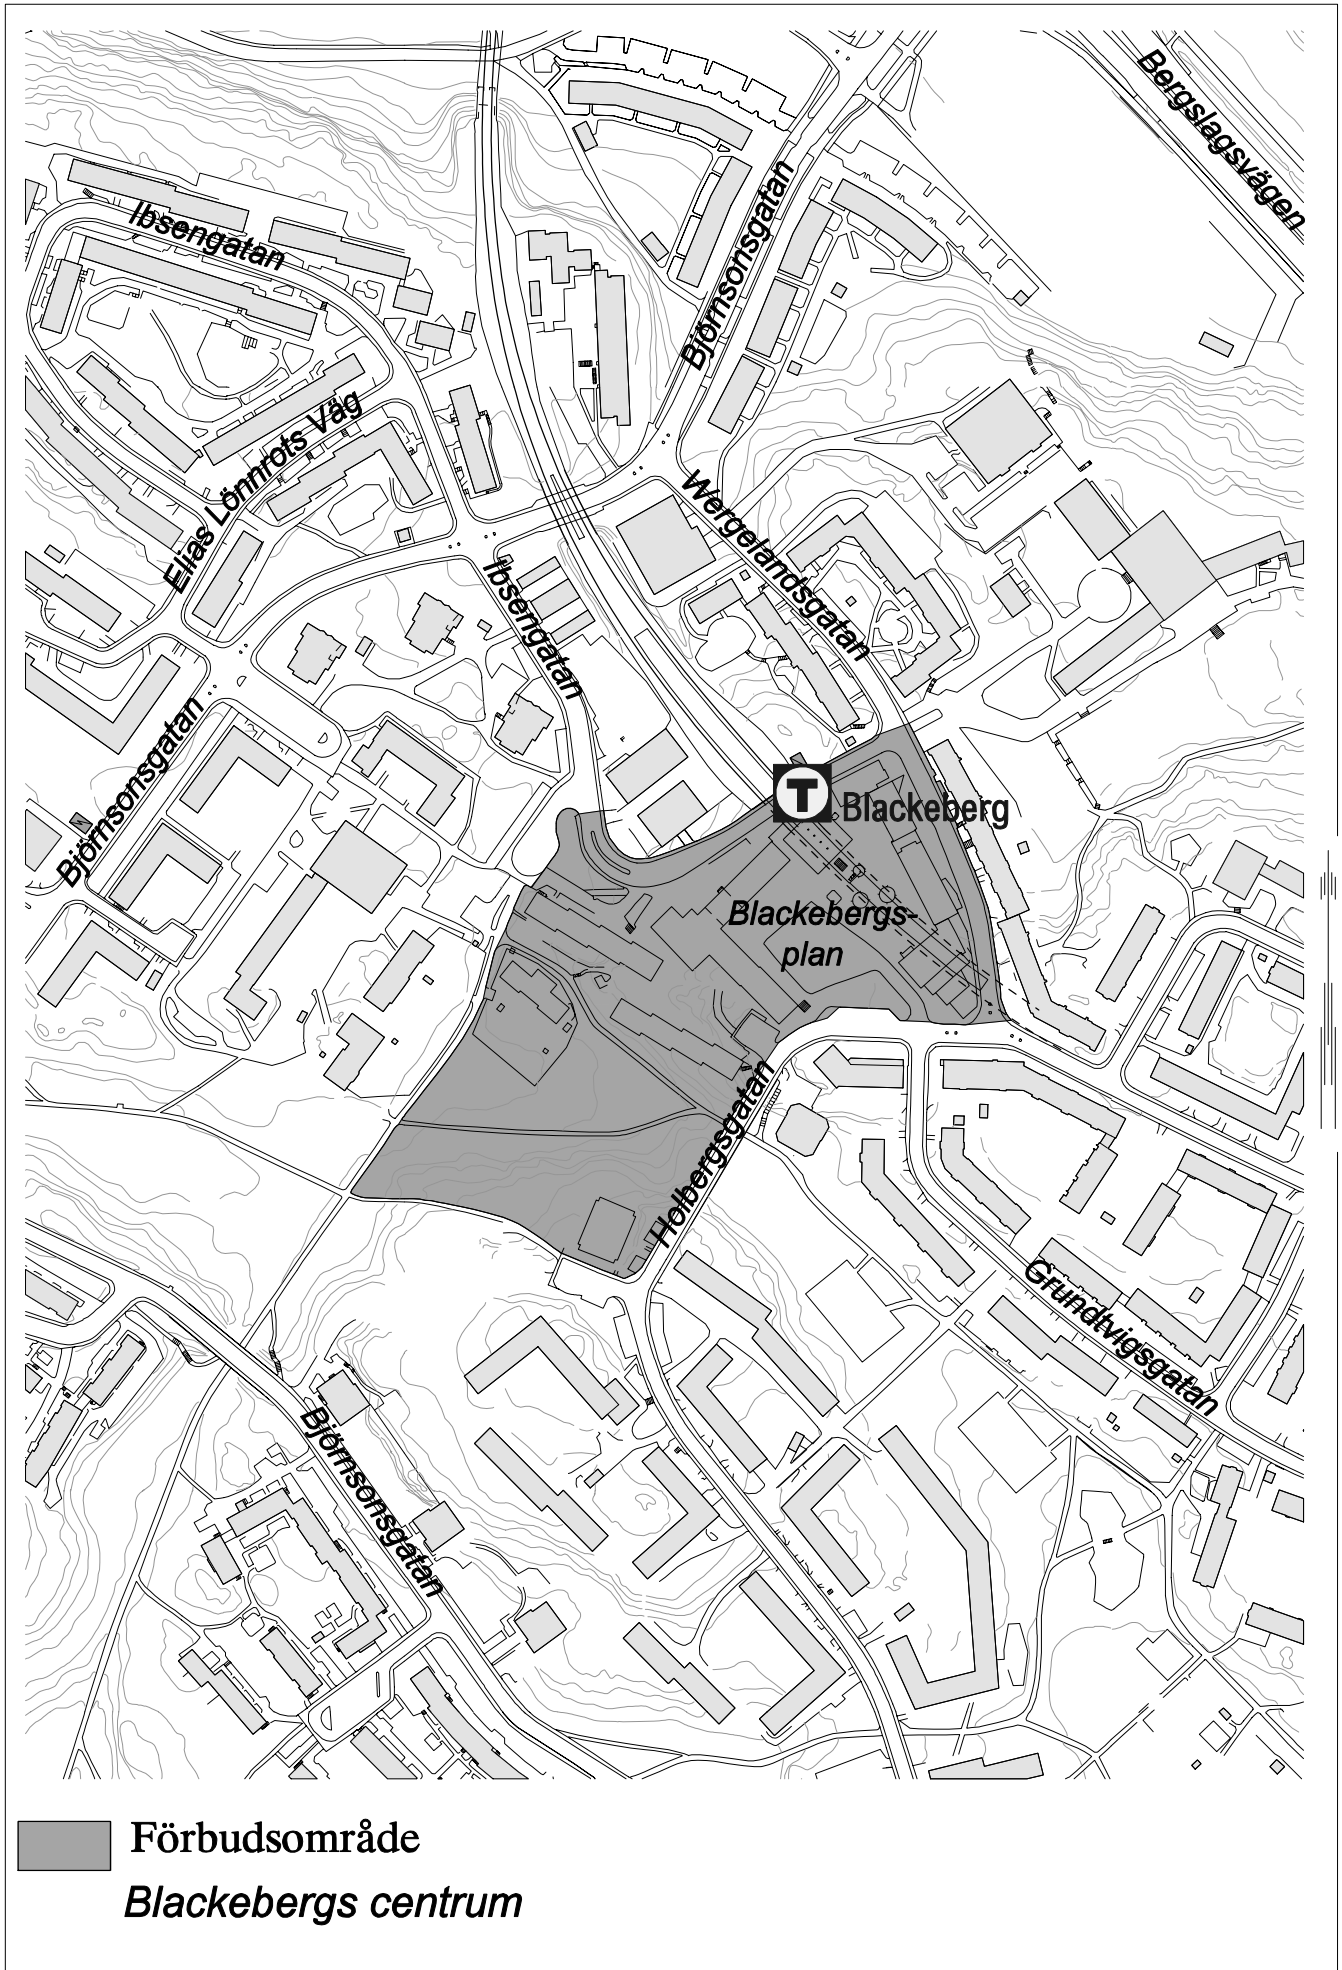 Bergslagsvägen
Ibsengatan
Björnsonsgatan
Elias Lönnrots Väg
Wergelandsgatan
Ibsengatan
Björnsonsgatan
T Blackeberg
Blackebergs-
plan
Holbergsgatan
Grundtvigsgatan
Björnsonsgatan
Förbudsområde
Blackebergs centrum